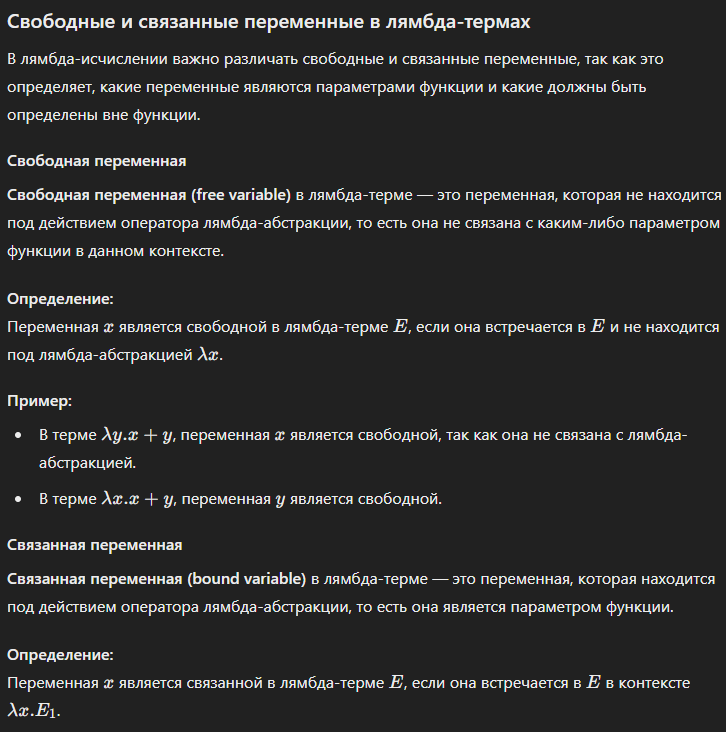 Свободные и связанные переменные в лямбда-термах
В лямбда-исчислении важно различать свободные и связанные переменные, так как это
определяет, какие переменные являются параметрами функции и какие должны быть
определены вне функции.
Свободная переменная
Свободная переменная (free variable) в лямбда-терме — это переменная, которая не находится
под действием оператора лямбда-абстракции, то есть она не связана с каким-либо параметром
функции в данном контексте.
Определение:
Переменная x является свободной в лямбда-терме E, если она встречается в E и не находится
под лямбда-абстракцией λx.
Пример:
• В терме λy.x + y, переменная x является свободной, так как она не связана с лямбда-
абстракцией.
• В терме λx.x + y, переменная y является свободной.
Связанная переменная
Связанная переменная (bound variable) в лямбда-терме — это переменная, которая находится
под действием оператора лямбда-абстракции, то есть она является параметром функции.
Определение:
Переменная x является связанной в лямбда-терме E, если она встречается в E в контексте
λx.E₁.